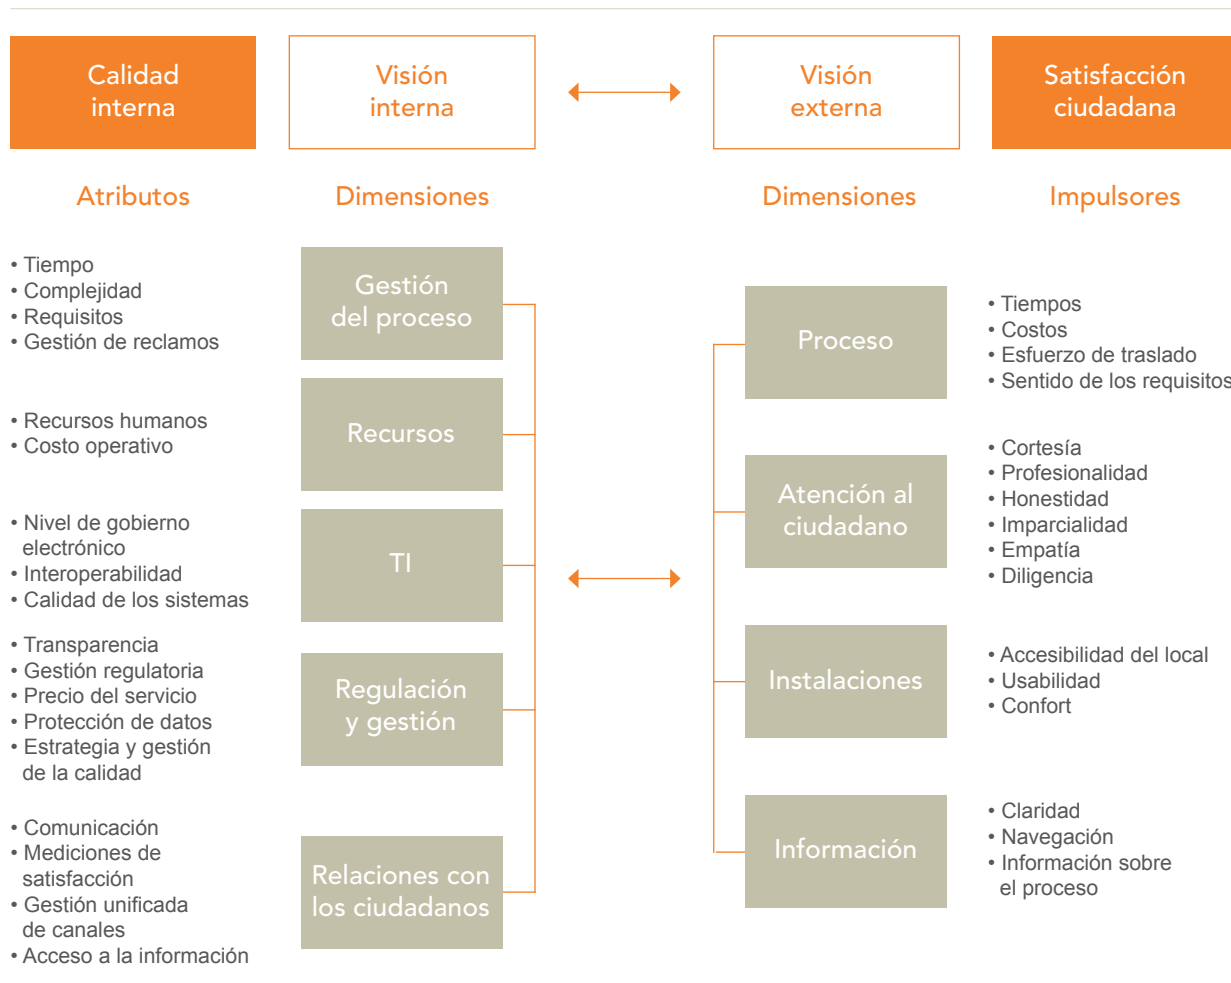 Calidad
interna
Visión
interna
Visión
externa
Satisfacción
ciudadana
Atributos
Dimensiones
Dimensiones
Impulsores
• Tiempo
• Complejidad
• Requisitos
• Gestión de reclamos
Gestión
del proceso
• Recursos humanos
• Costo operativo
Recursos
• Nivel de gobierno
electrónico
• Interoperabilidad
• Calidad de los sistemas
TI
• Transparencia
• Gestión regulatoria
• Precio del servicio
• Protección de datos
• Estrategia y gestión
de la calidad
Regulación
y gestión
• Comunicación
• Mediciones de
satisfacción
• Gestión unificada
de canales
• Acceso a la información
Relaciones con
los ciudadanos
Proceso
• Tiempos
• Costos
• Esfuerzo de traslado
• Sentido de los requisitos
Atención al
ciudadano
• Cortesía
• Profesionalidad
• Honestidad
• Imparcialidad
• Empatía
• Diligencia
Instalaciones
• Accesibilidad del local
• Usabilidad
• Confort
Información
• Claridad
• Navegación
• Información sobre
el proceso